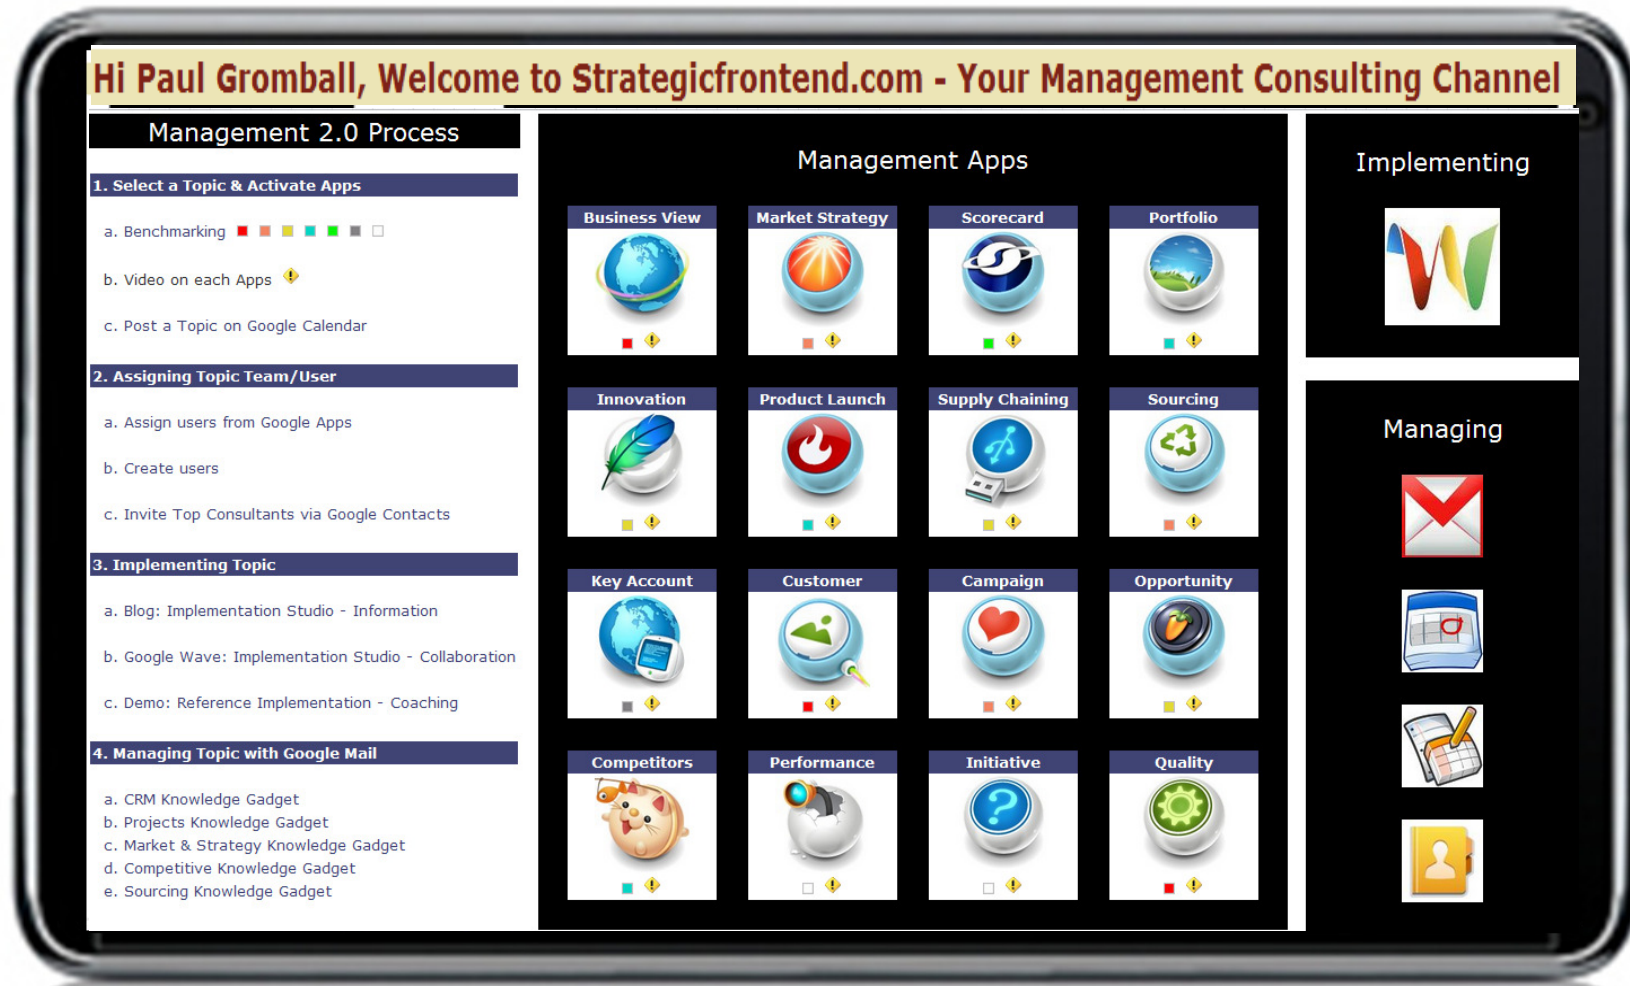 Hi Paul Gromball, Welcome to Strategicfrontend.com - Your Management Consulting Channel
Management 2.0 Process
1. Select a Topic & Activate Apps
a. Benchmarking
b. Video on each Apps
c. Post a Topic on Google Calendar
2. Assigning Topic Team/User
a. Assign users from Google Apps
b. Create users
c. Invite Top Consultants via Google Contacts
3. Implementing Topic
a. Blog: Implementation Studio - Information
b. Google Wave: Implementation Studio - Collaboration
c. Demo: Reference Implementation - Coaching
4. Managing Topic with Google Mail
a. CRM Knowledge Gadget
b. Projects Knowledge Gadget
c. Market & Strategy Knowledge Gadget
d. Competitive Knowledge Gadget
e. Sourcing Knowledge Gadget
Management Apps
Business View
Market Strategy
Scorecard
Portfolio
Innovation
Product Launch
Supply Chaining
Sourcing
Key Account
Customer
Campaign
Opportunity
Competitors
Performance
Initiative
?
Quality
Implementing
Managing